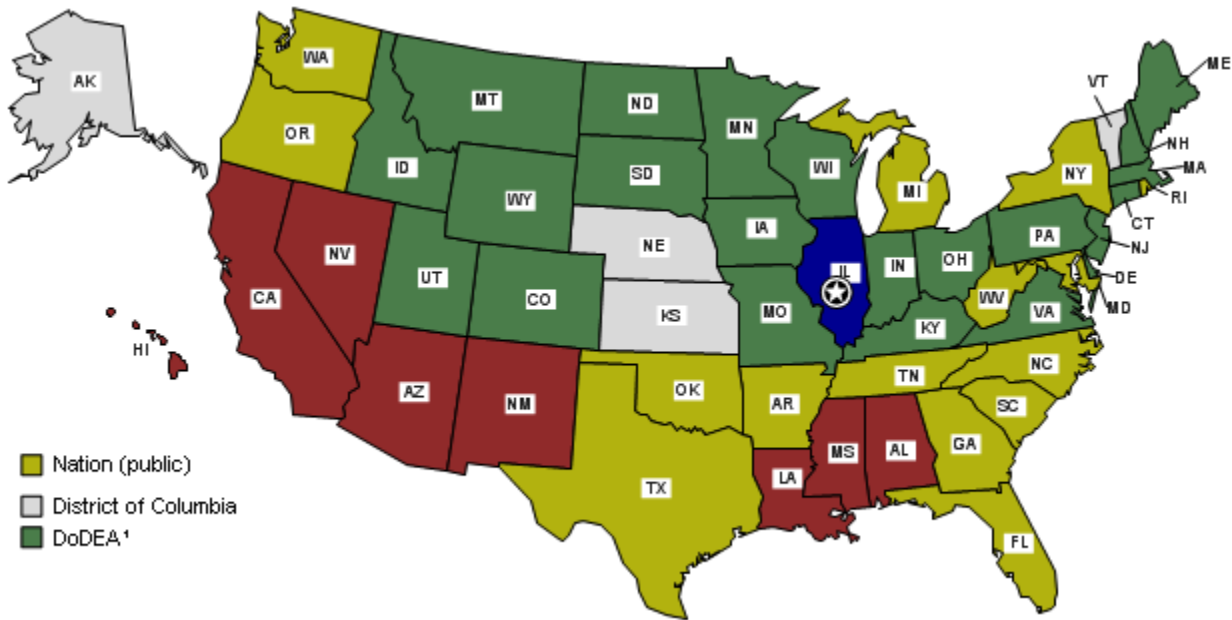 AK
WA
OR
MT
ID
WY
ND
SD
MN
WI
MI
VT
ME
NH
MA
NY
RI
CT
NJ
PA
DE
MD
NE
IA
IL
IN
OH
WV
VA
KY
NV
CA
UT
CO
KS
MO
HI
AZ
NM
OK
AR
TN
NC
SC
MS
AL
GA
LA
TX
FL
Nation (public)
District of Columbia
DoDEA¹